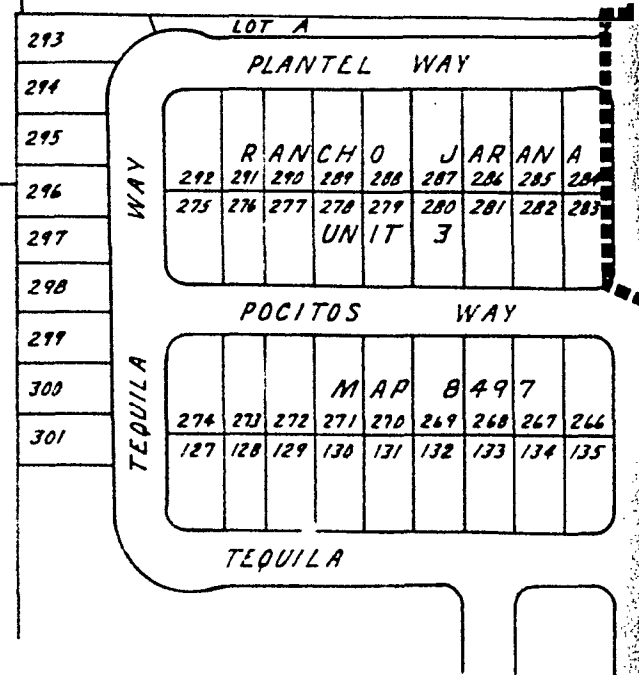 LOT A
293
PLANTEL WAY
294
295
RANCHO JARANA
292 291 290 289 288 287 286 285 284
296
WAY
275 276 277 278 279 280 281 282 283
297
UNIT 3
298
POCITOS WAY
299
300
MAP 8497
TEQUILA
274 273 272 271 270 269 268 267 266
301
127 128 129 130 131 132 133 134 135
TEQUILA